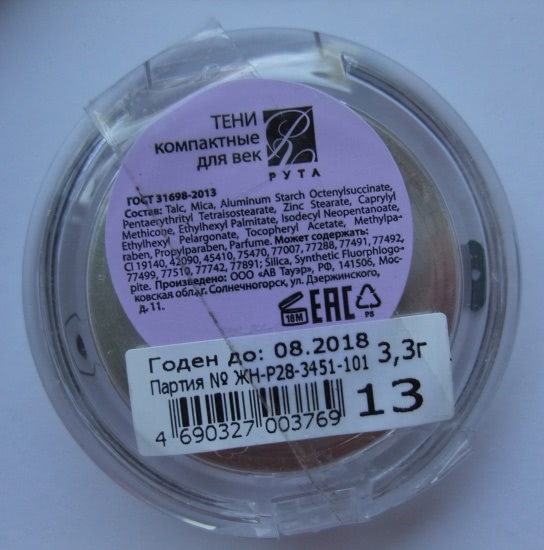 ТЕНИ
КОМПАКТНЫЕ
ДЛЯ ВЕК
РУТА
ГОСТ 31698-2013
Состав: Talc, Mica, Aluminum Starch Octenylsuccinate,
Pentaerythrityl Tetraisostearate, Zinc Stearate, Caprylyl
Methicone, Ethylhexyl Palmitate, Isodecyl Neopentanoate,
Ethylhexyl Pelargonate, Tocopheryl Acetate, Methylpa-
raben, Propylparaben, Parfume. Может содержать:
CI 19140, 42090, 45410, 75470, 77007, 77288, 77491, 77492,
77499, 77510, 77742, 77891; Silica, Synthetic Fluorphlogo-
pite. Произведено: ООО «АВ Тауэр», РФ, 141506, Мос-
ковская обл., г. Солнечногорск, ул. Дзержинского,
д, 11.
18M
EAC
PS
Годен до: 08.2018
Партия № ЖН-Р28-3451-101
3,3г
4 690327 003769
13